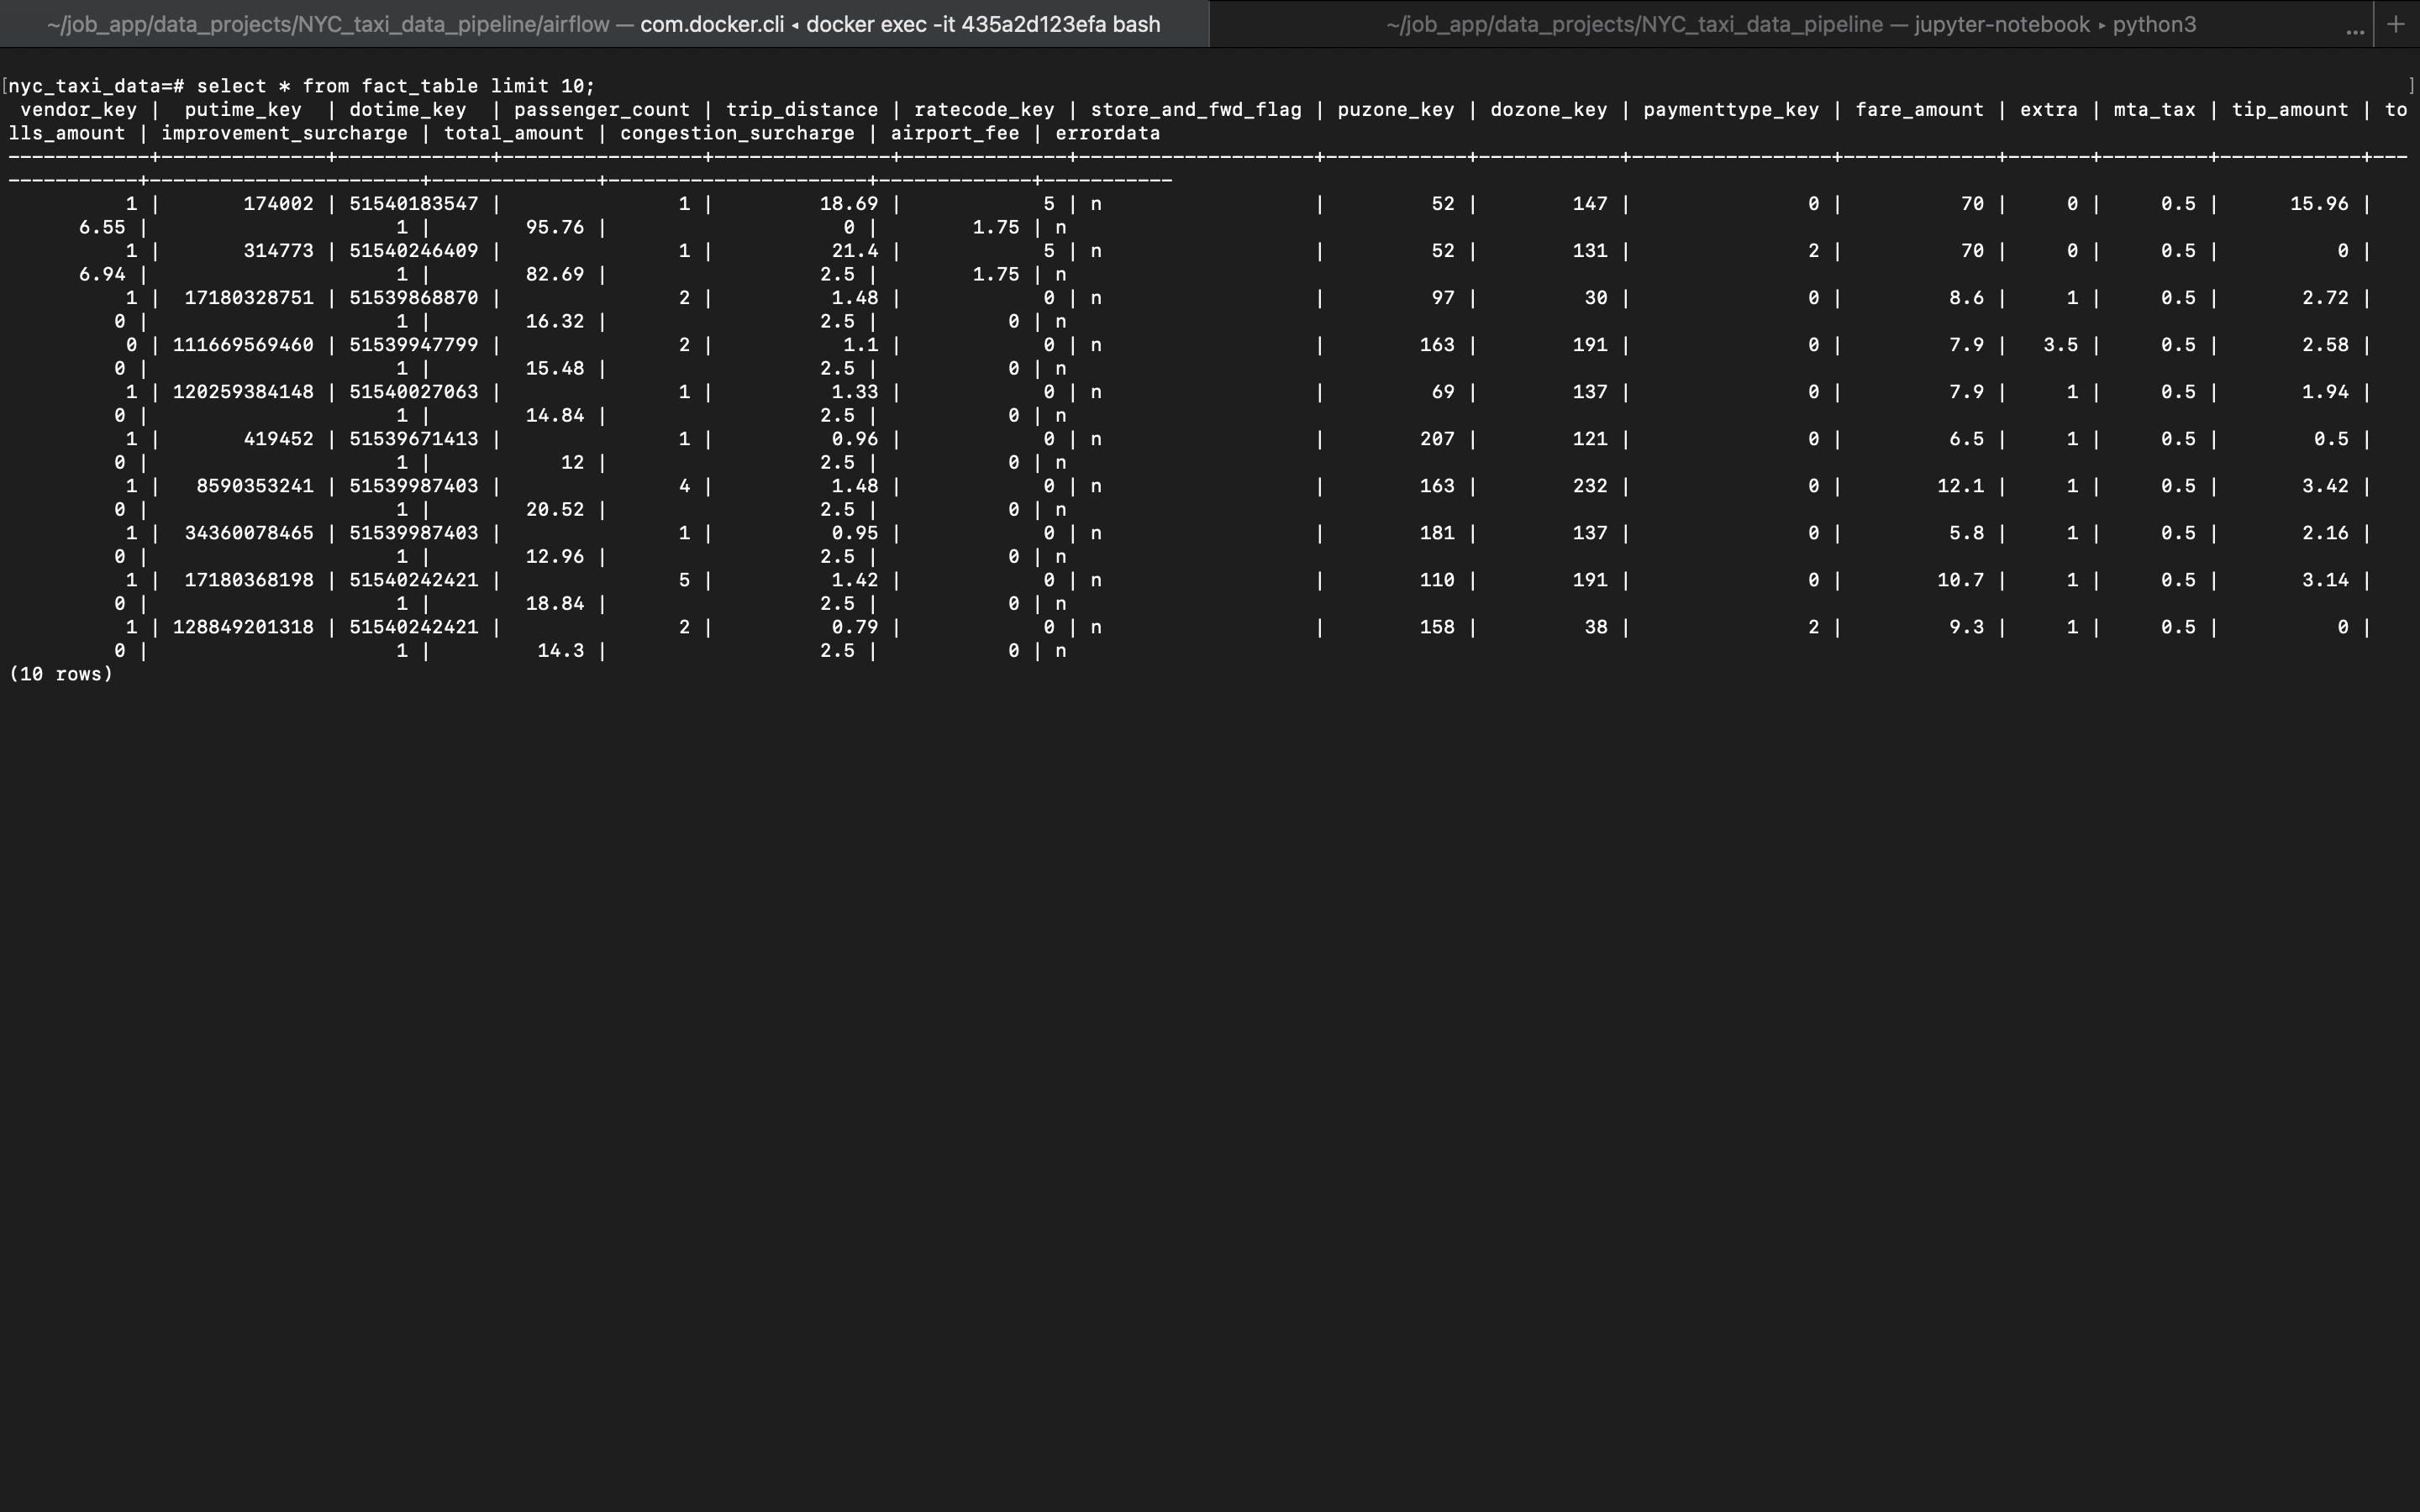 ~/job_app/data_projects/NYC_taxi_data_pipeline/airflow — com.docker.cli ◂ docker exec -it 435a2d123efa bash
~/job_app/data_projects/NYC_taxi_data_pipeline — jupyter-notebook ▸ python3
... +
[nyc_taxi_data=# select * from fact_table limit 10; ]
vendor_key | putime_key | dotime_key | passenger_count | trip_distance | ratecode_key | store_and_fwd_flag | puzone_key | dozone_key | paymenttype_key | fare_amount | extra | mta_tax | tip_amount | to
lls_amount | improvement_surcharge | total_amount | congestion_surcharge | airport_fee | errordata
------------+--------------+-------------+-----------------+---------------+--------------+--------------------+------------+------------+-----------------+-------------+-------+---------+------------+---
-----------+-----------------------+--------------+----------------------+-------------+-----------
1 | 174002 | 51540183547 | 1 | 18.69 | 5 | n | 52 | 147 | 0 | 70 | 0 | 0.5 | 15.96 |
6.55 | 1 | 95.76 | 0 | 1.75 | n
1 | 314773 | 51540246409 | 1 | 21.4 | 5 | n | 52 | 131 | 2 | 70 | 0 | 0.5 | 0 |
6.94 | 1 | 82.69 | 2.5 | 1.75 | n
1 | 17180328751 | 51539868870 | 2 | 1.48 | 0 | n | 97 | 30 | 0 | 8.6 | 1 | 0.5 | 2.72 |
0 | 1 | 16.32 | 2.5 | 0 | n
0 | 111669569460 | 51539947799 | 2 | 1.1 | 0 | n | 163 | 191 | 0 | 7.9 | 3.5 | 0.5 | 2.58 |
0 | 1 | 15.48 | 2.5 | 0 | n
1 | 120259384148 | 51540027063 | 1 | 1.33 | 0 | n | 69 | 137 | 0 | 7.9 | 1 | 0.5 | 1.94 |
0 | 1 | 14.84 | 2.5 | 0 | n
1 | 419452 | 51539671413 | 1 | 0.96 | 0 | n | 207 | 121 | 0 | 6.5 | 1 | 0.5 | 0.5 |
0 | 1 | 12 | 2.5 | 0 | n
1 | 8590353241 | 51539987403 | 4 | 1.48 | 0 | n | 163 | 232 | 0 | 12.1 | 1 | 0.5 | 3.42 |
0 | 1 | 20.52 | 2.5 | 0 | n
1 | 34360078465 | 51539987403 | 1 | 0.95 | 0 | n | 181 | 137 | 0 | 5.8 | 1 | 0.5 | 2.16 |
0 | 1 | 12.96 | 2.5 | 0 | n
1 | 17180368198 | 51540242421 | 5 | 1.42 | 0 | n | 110 | 191 | 0 | 10.7 | 1 | 0.5 | 3.14 |
0 | 1 | 18.84 | 2.5 | 0 | n
1 | 128849201318 | 51540242421 | 2 | 0.79 | 0 | n | 158 | 38 | 2 | 9.3 | 1 | 0.5 | 0 |
0 | 1 | 14.3 | 2.5 | 0 | n
(10 rows)